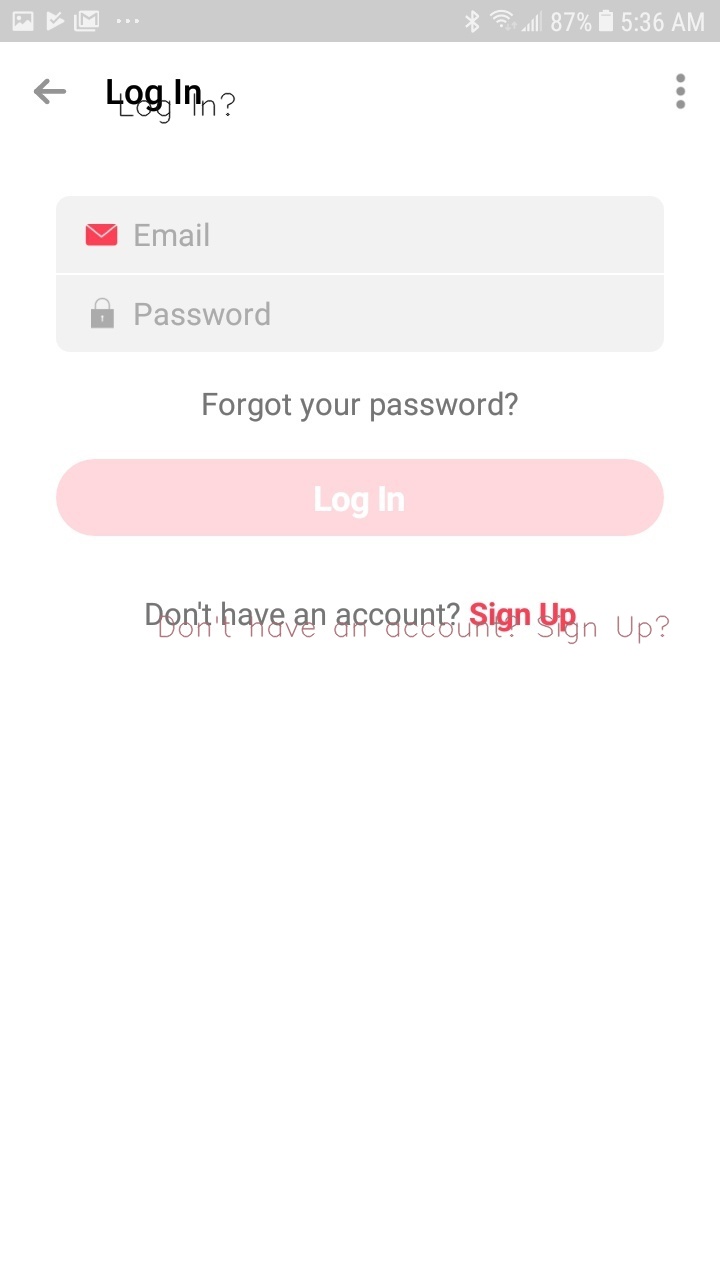 87% 5:36 AM
Log In
Log In?
Email
Password
Forgot your password?
Log In
Don't have an account? Sign Up
Don't have an account? Sign Up?